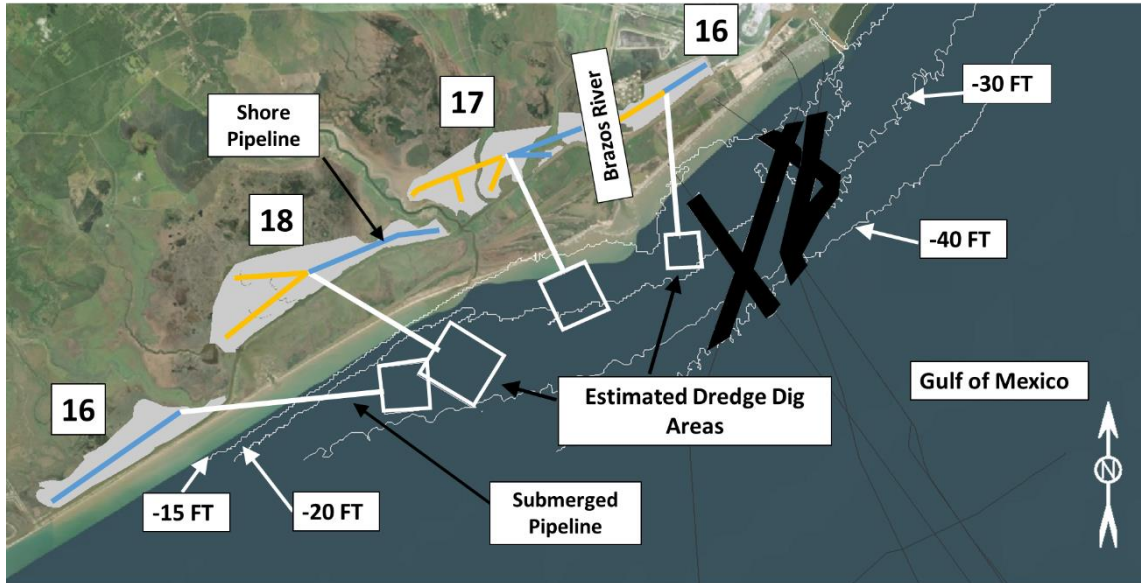 16
17
-30 FT
Shore
Pipeline
Brazos River
18
-40 FT
Gulf of Mexico
16
Estimated Dredge Dig
Areas
-15 FT
-20 FT
Submerged
Pipeline
N